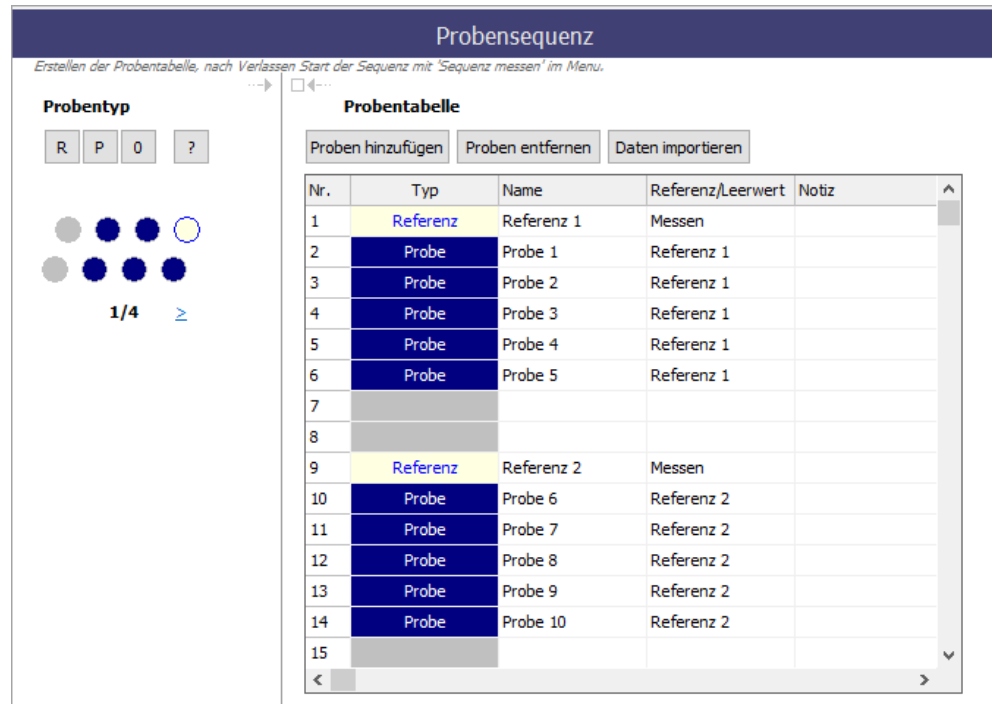 Probensequenz
Erstellen der Probentabelle, nach Verlassen Start der Sequenz mit 'Sequenz messen' im Menu.
Probentyp
R P 0 ?
1/4 >
Probentabelle
Proben hinzufügen Proben entfernen Daten importieren
Nr. Typ Name Referenz/Leerwert Notiz
1 Referenz Referenz 1 Messen
2 Probe Probe 1 Referenz 1
3 Probe Probe 2 Referenz 1
4 Probe Probe 3 Referenz 1
5 Probe Probe 4 Referenz 1
6 Probe Probe 5 Referenz 1
7
8
9 Referenz Referenz 2 Messen
10 Probe Probe 6 Referenz 2
11 Probe Probe 7 Referenz 2
12 Probe Probe 8 Referenz 2
13 Probe Probe 9 Referenz 2
14 Probe Probe 10 Referenz 2
15